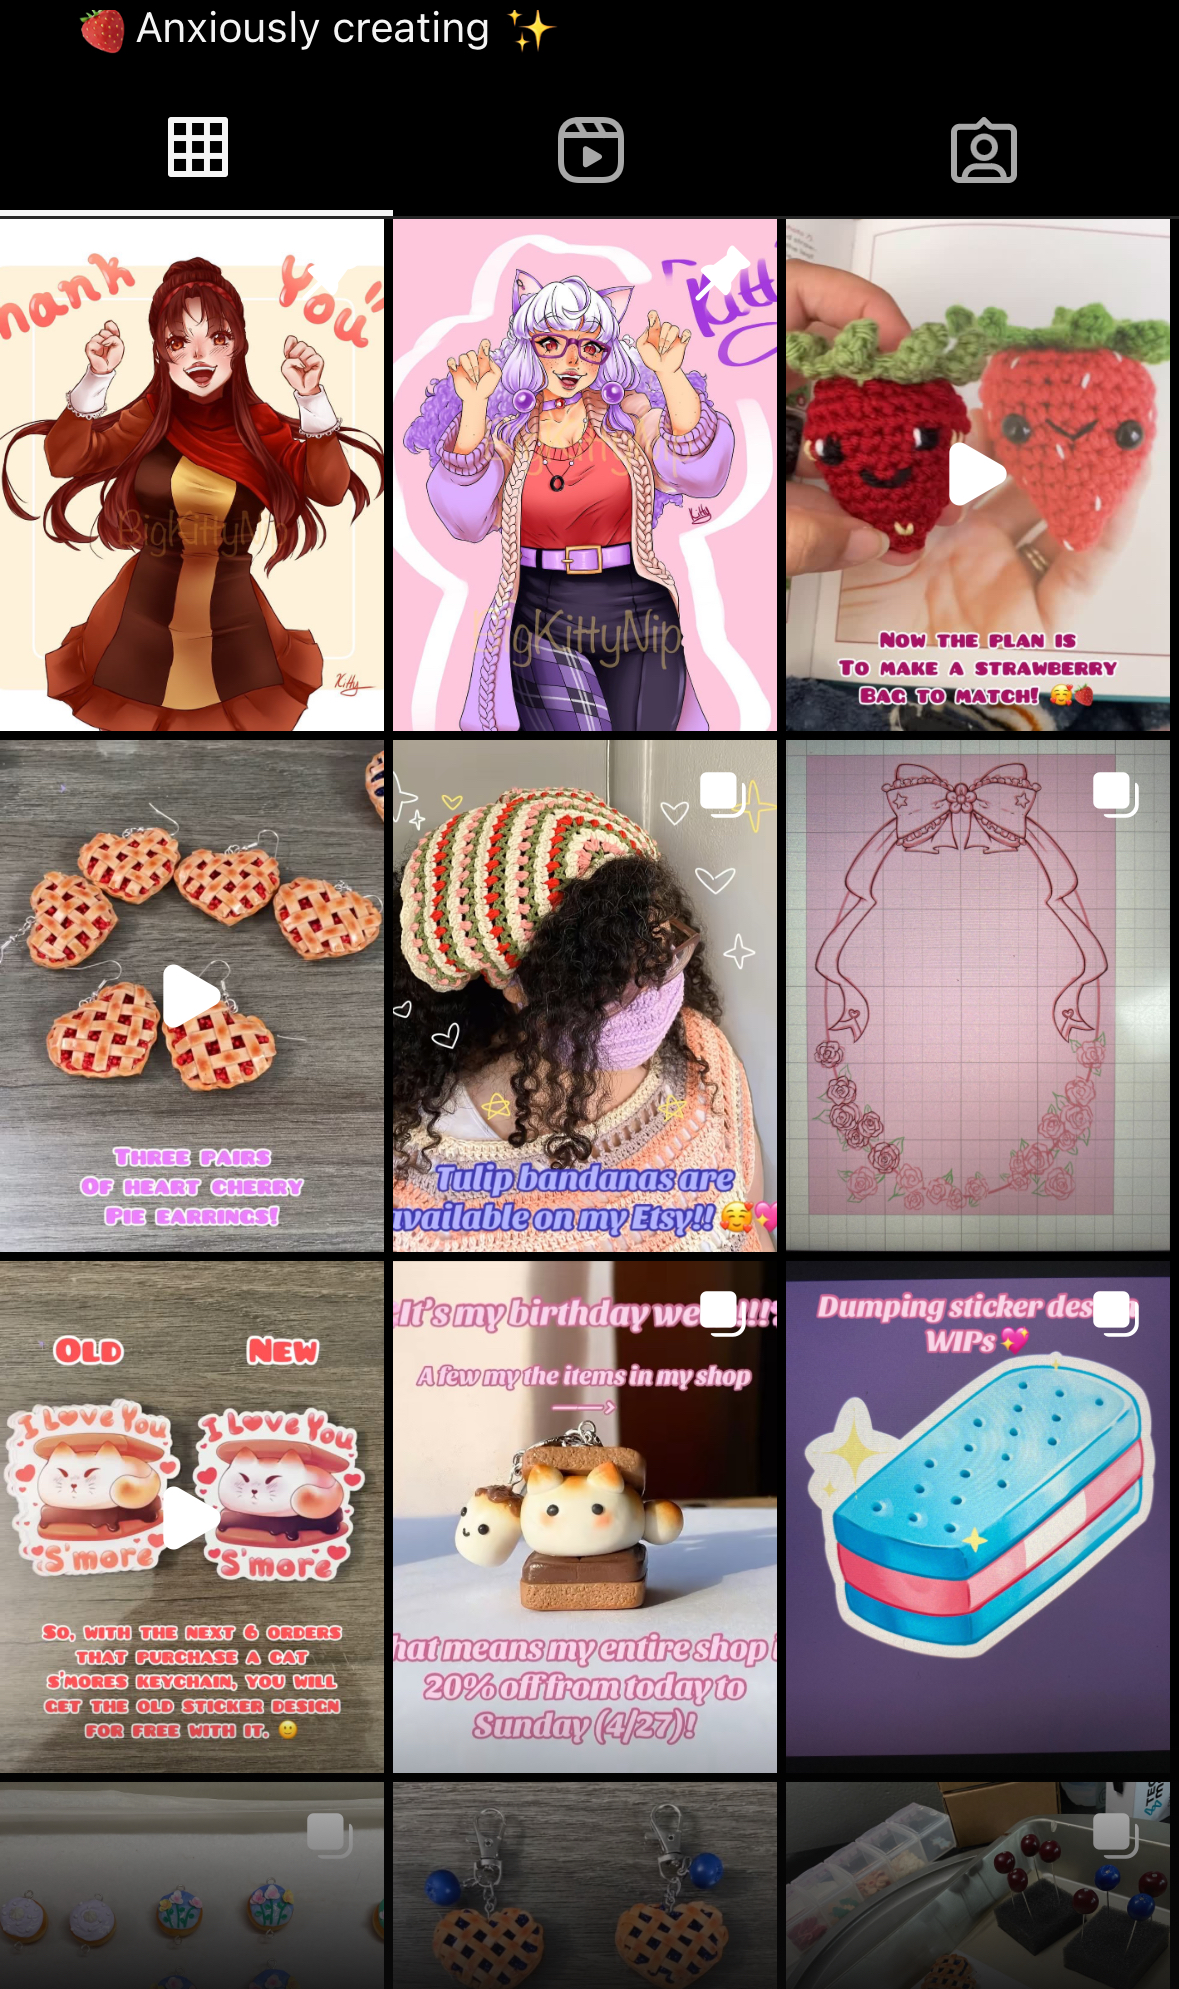 🍓 Anxiously creating ✨
hank You"
BigKittyNip
Kitty
Kitt
BigKittyNip
Kitty
Now the plan is
To make a strawberry
Bag to match! 🥰🍓
Three pairs
Of heart cherry
Pie earrings!
Tulip bandanas are
available on my Etsy!! 🥰💖
Old
New
I Love You
S'more
I Love You
S'more
So, with the next 6 orders
that purchase a cat
s'mores keychain, you will
get the old sticker design
for free with it. 🙂
It's my birthday we !!!
A few my the items in my shop
hat means my entire shop i
20% off from today to
Sunday (4/27)!
Dumping sticker des n
WIPs 💖